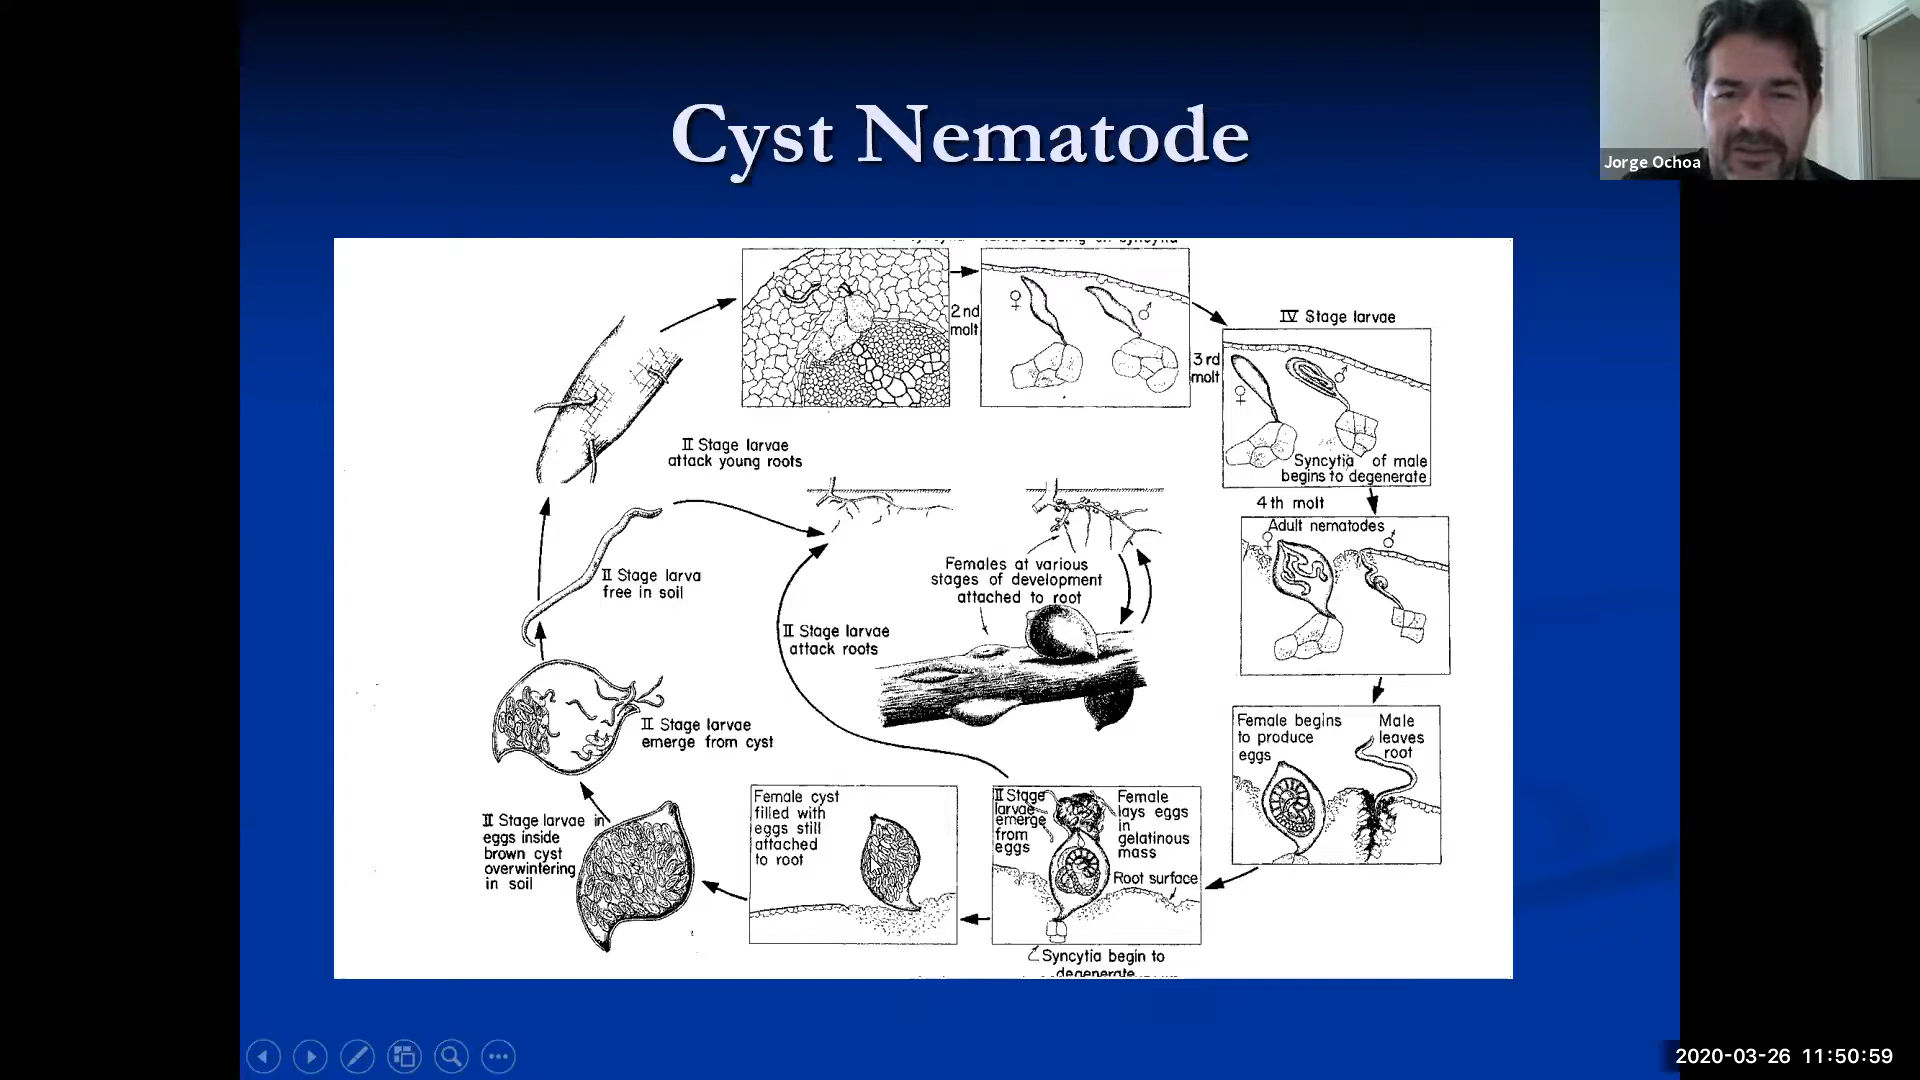 Cyst Nematode
Jorge Ochoa
larvae feeding on syncytia
2nd
molt
IV Stage larvae
3rd
molt
II Stage larvae
attack young roots
Syncytia of male
begins to degenerate
4th molt
Adult nematodes
II Stage larva
free in soil
Females at various
stages of development
attached to root
II Stage larvae
attack roots
II Stage larvae
emerge from cyst
Female begins
to produce
eggs
Male
leaves
root
II Stage larvae in
eggs inside
brown cyst
overwintering
in soil
Female cyst
filled with
eggs still
attached
to root
II Stage
larvae
emerge
from
eggs
Female
lays eggs
in
gelatinous
mass
Root surface
Syncytia begin to
degenerate
2020-03-26 11:50:59